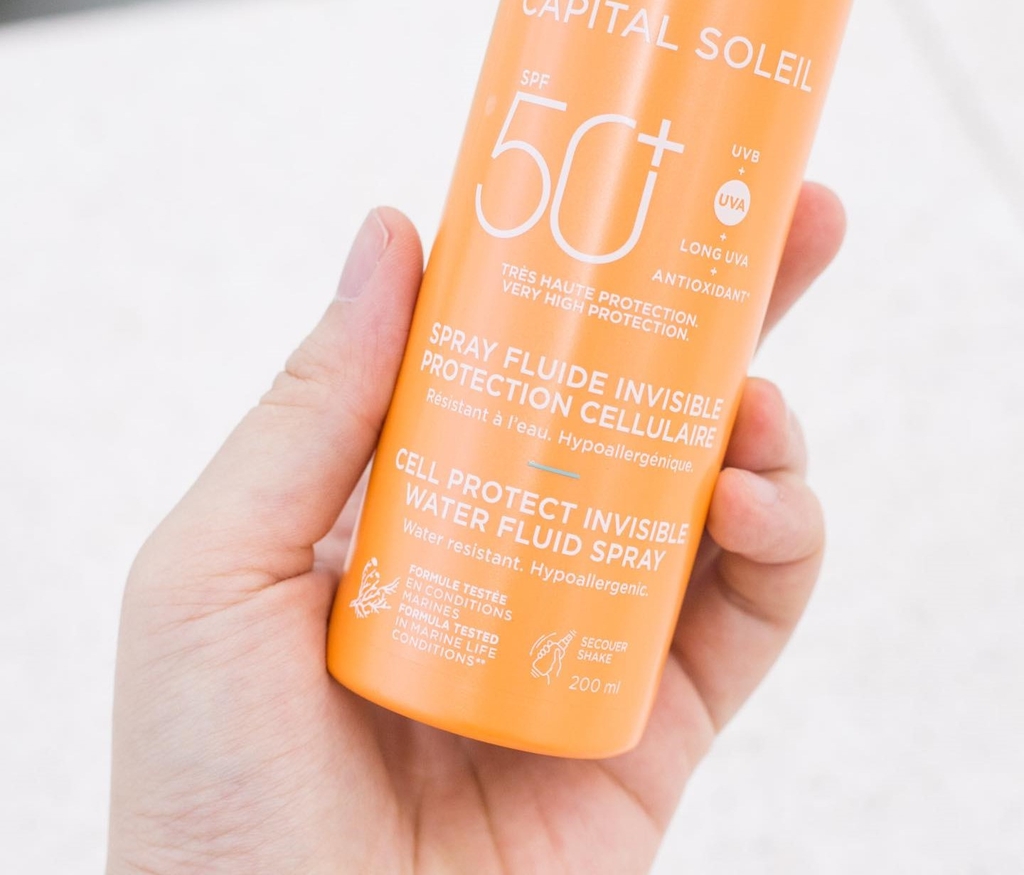 CAPITAL SOLEIL
SPF
50+
UVB
+
UVA
+
LONG UVA
+
ANTIOXIDANT*
TRÈS HAUTE PROTECTION.
VERY HIGH PROTECTION.
SPRAY FLUIDE INVISIBLE
PROTECTION CELLULAIRE
Résistant à l'eau. Hypoallergénique.
CELL PROTECT INVISIBLE
WATER FLUID SPRAY
Water resistant. Hypoallergenic.
FORMULE TESTÉE
EN CONDITIONS
MARINES
FORMULA TESTED
IN MARINE LIFE
CONDITIONS**
SECOUER
SHAKE
200 ml